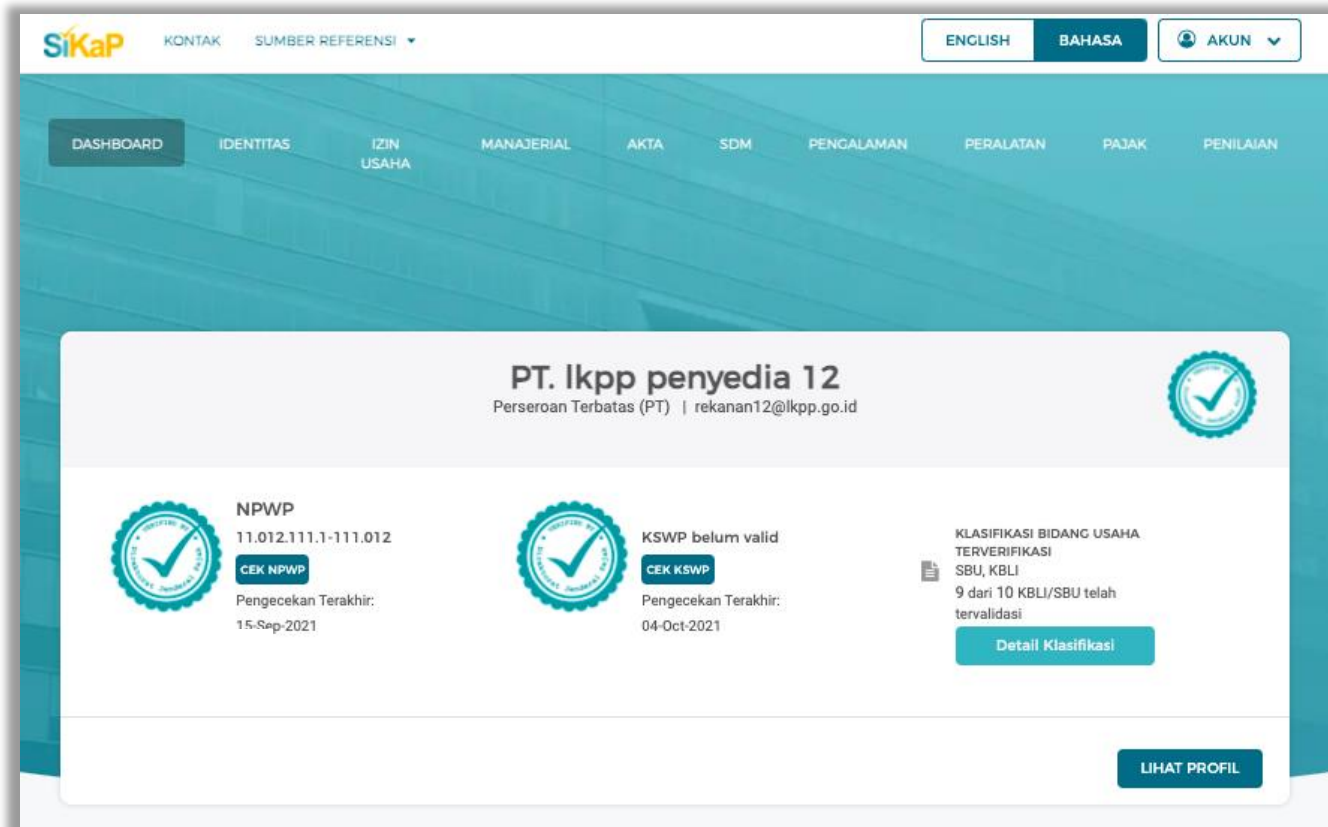 SiKaP
KONTAK
SUMBER REFERENSI
ENGLISH
BAHASA
AKUN
DASHBOARD
IDENTITAS
IZIN
USAHA
MANAJERIAL
AKTA
SDM
PENGALAMAN
PERALATAN
PAJAK
PENILAIAN
PT. lkpp penyedia 12
Perseroan Terbatas (PT) | rekanan12@lkpp.go.id
NPWP
11.012.111.1-111.012
CEK NPWP
Pengecekan Terakhir:
15-Sep-2021
KSWP belum valid
CEK KSWP
Pengecekan Terakhir:
04-Oct-2021
KLASIFIKASI BIDANG USAHA
TERVERIFIKASI
SBU, KBLI
9 dari 10 KBLI/SBU telah
tervalidasi
Detail Klasifikasi
LIHAT PROFIL